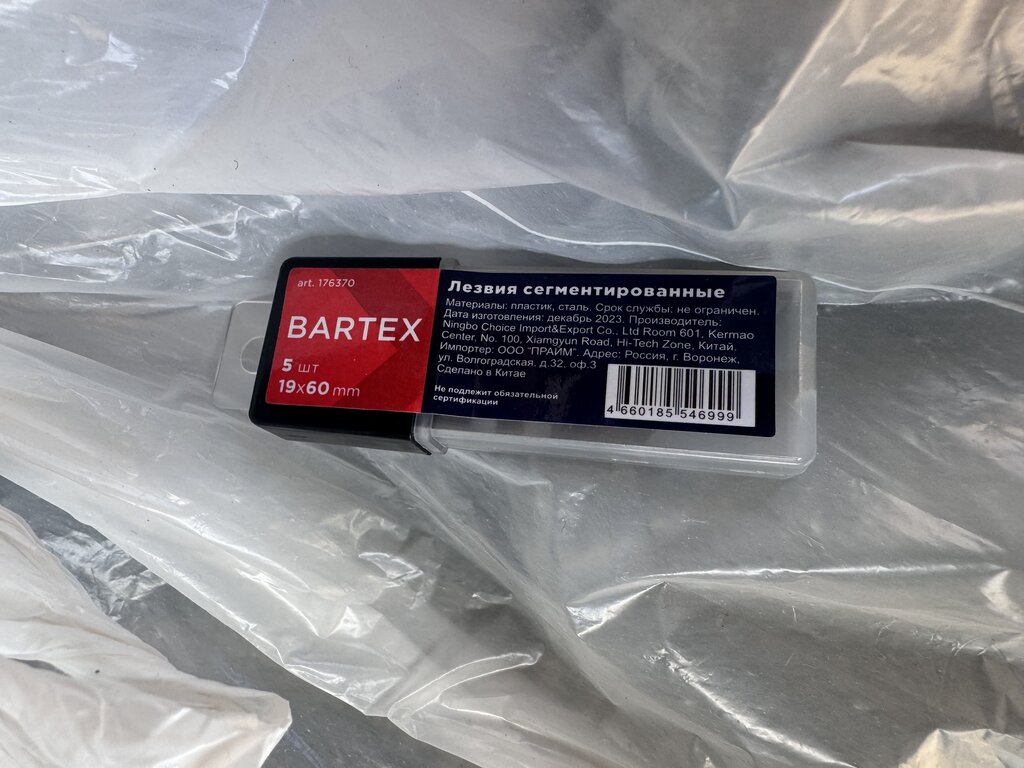 art. 176370
BARTEX
5 шт
19x60 mm
Лезвия сегментированные
Материалы: пластик, сталь. Срок службы: не ограничен.
Дата изготовления: декабрь 2023. Производитель:
Ningbo Choice Import&Export Co., Ltd Room 601, Kermao
Center, No. 100, Xiamgyun Road, Hi-Tech Zone, Китай.
Импортер: ООО "ПРАЙМ". Адрес: Россия, г. Воронеж,
ул. Волгоградская, д.32, оф.3
Сделано в Китае
Не подлежит обязательной
сертификации
4 660185 546999